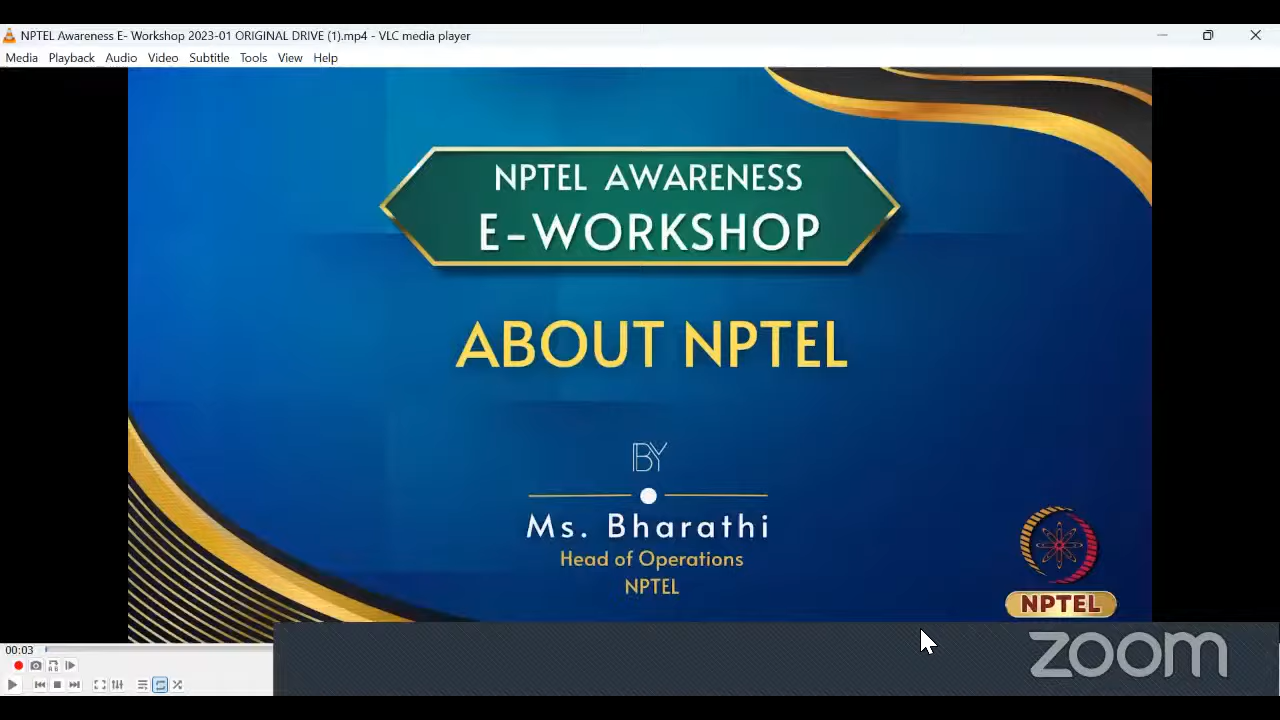 NPTEL Awareness E- Workshop 2023-01 ORIGINAL DRIVE (1).mp4 - VLC media player
Media Playback Audio Video Subtitle Tools View Help
NPTEL AWARENESS
E-WORKSHOP
ABOUT NPTEL
BY
Ms. Bharathi
Head of Operations
NPTEL
NPTEL
00:03
zoom